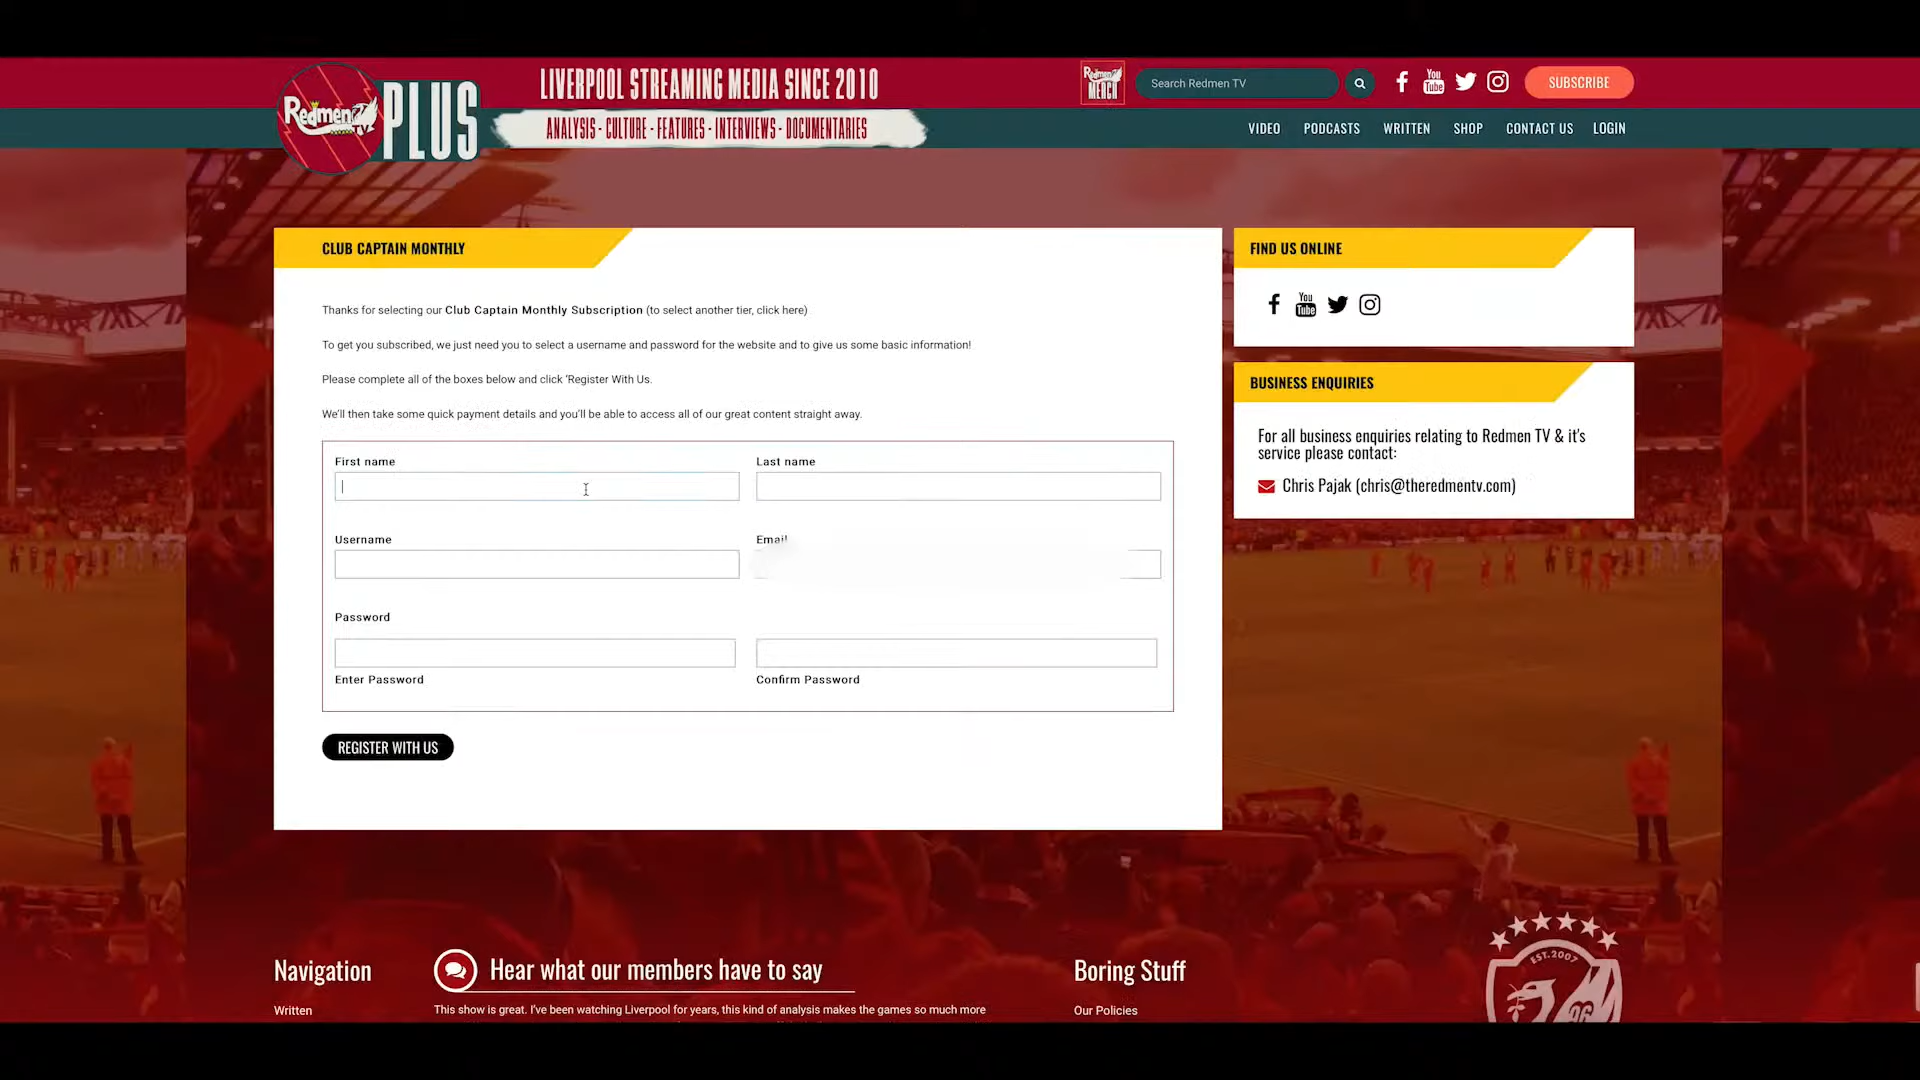 Redmen
PLUS
LIVERPOOL STREAMING MEDIA SINCE 2010
ANALYSIS - CULTURE - FEATURES - INTERVIEWS - DOCUMENTARIES
Redmen
MERCH
Search Redmen TV
You
Tube
SUBSCRIBE
VIDEO
PODCASTS
WRITTEN
SHOP
CONTACT US
LOGIN
CLUB CAPTAIN MONTHLY
Thanks for selecting our Club Captain Monthly Subscription (to select another tier, click here)
To get you subscribed, we just need you to select a username and password for the website and to give us some basic information!
Please complete all of the boxes below and click ‘Register With Us.
We’ll then take some quick payment details and you’ll be able to access all of our great content straight away.
First name
Last name
Username
Email
Password
Enter Password
Confirm Password
REGISTER WITH US
FIND US ONLINE
You
Tube
BUSINESS ENQUIRIES
For all business enquiries relating to Redmen TV & it's
service please contact:
Chris Pajak (chris@theredmentv.com)
Navigation
Written
Hear what our members have to say
This show is great. I've been watching Liverpool for years, this kind of analysis makes the games so much more
Boring Stuff
Our Policies
EST. 2007
96